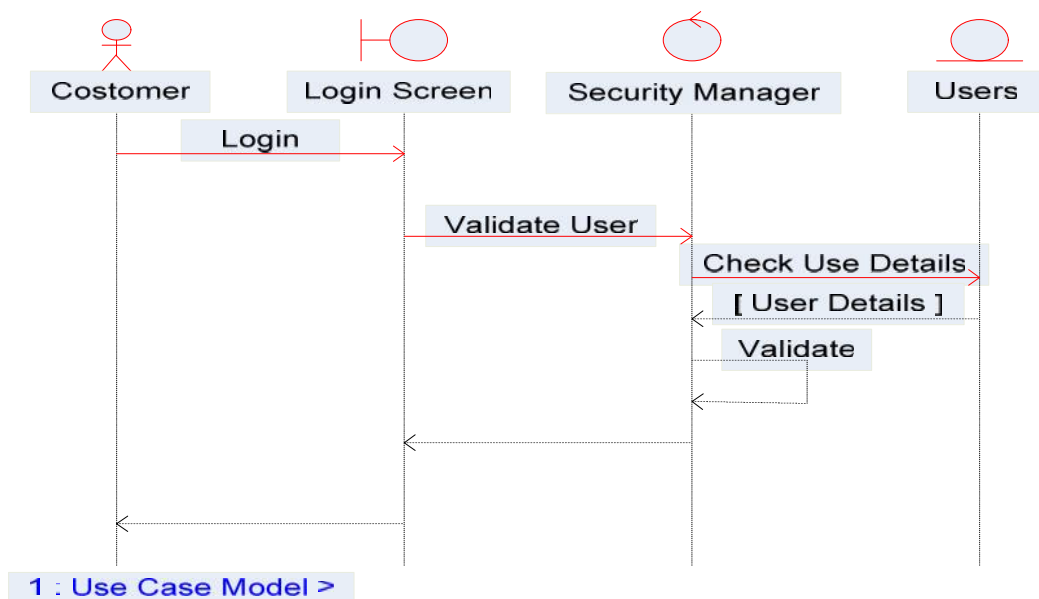 Costomer
Login Screen
Security Manager
Users
Login
Validate User
Check Use Details
[ User Details ]
Validate
1 : Use Case Model >